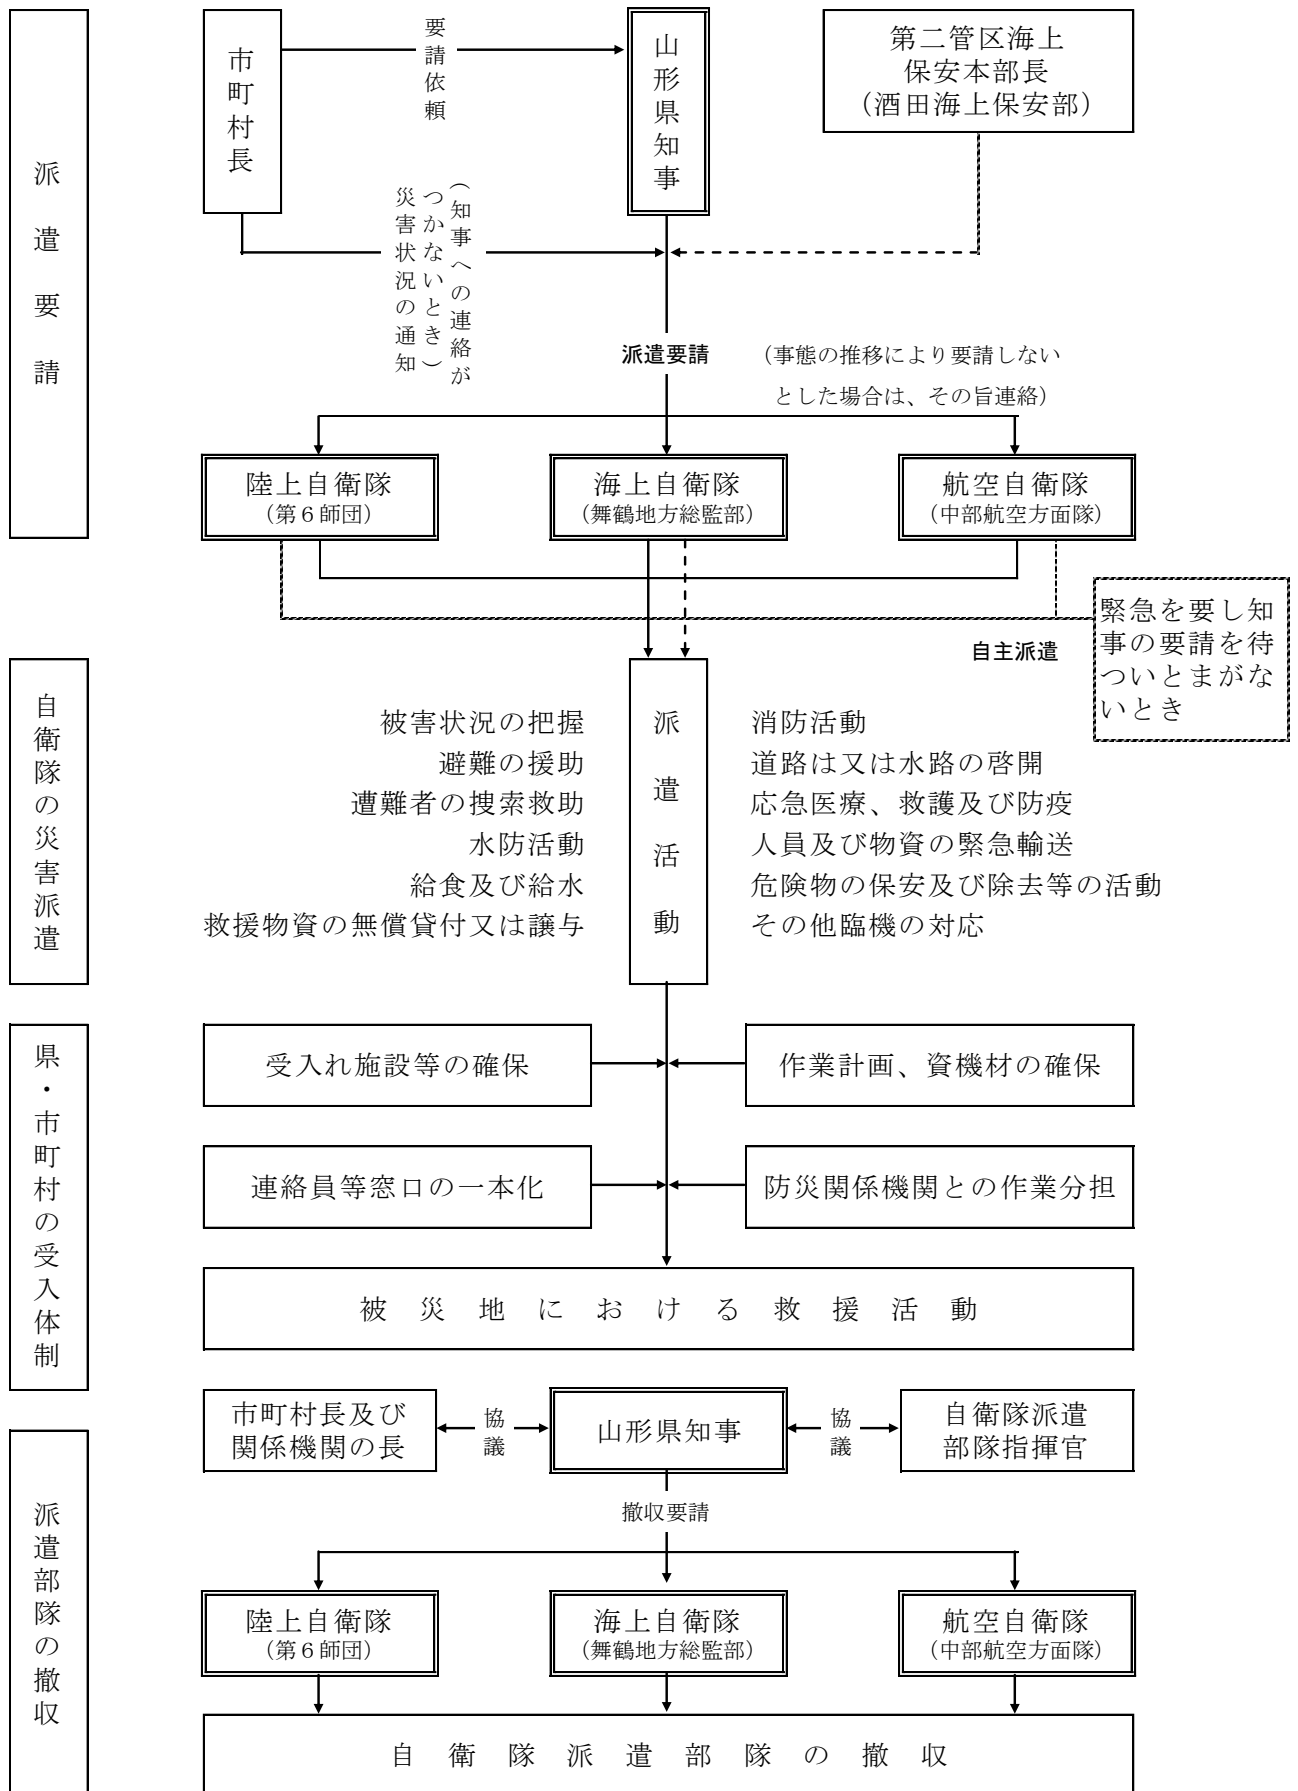 派遣要請
市町村長
要請依頼
山形県知事
第二管区海上
保安本部長
（酒田海上保安部）
（知事への連絡が
つかないとき）
災害状況の通知
派遣要請
（事態の推移により要請しない
とした場合は、その旨連絡）
陸上自衛隊
（第６師団）
海上自衛隊
（舞鶴地方総監部）
航空自衛隊
（中部航空方面隊）
緊急を要し知
事の要請を待
ついとまがな
いとき
自主派遣
自衛隊の災害派遣
被害状況の把握
避難の援助
遭難者の捜索救助
水防活動
給食及び給水
救援物資の無償貸付又は譲与
派遣活動
消防活動
道路は又は水路の啓開
応急医療、救護及び防疫
人員及び物資の緊急輸送
危険物の保安及び除去等の活動
その他臨機の対応
県・市町村の受入体制
受入れ施設等の確保
作業計画、資機材の確保
連絡員等窓口の一本化
防災関係機関との作業分担
被災地における救援活動
派遣部隊の撤収
市町村長及び
関係機関の長
協議
山形県知事
協議
自衛隊派遣
部隊指揮官
撤収要請
陸上自衛隊
（第６師団）
海上自衛隊
（舞鶴地方総監部）
航空自衛隊
（中部航空方面隊）
自衛隊派遣部隊の撤収